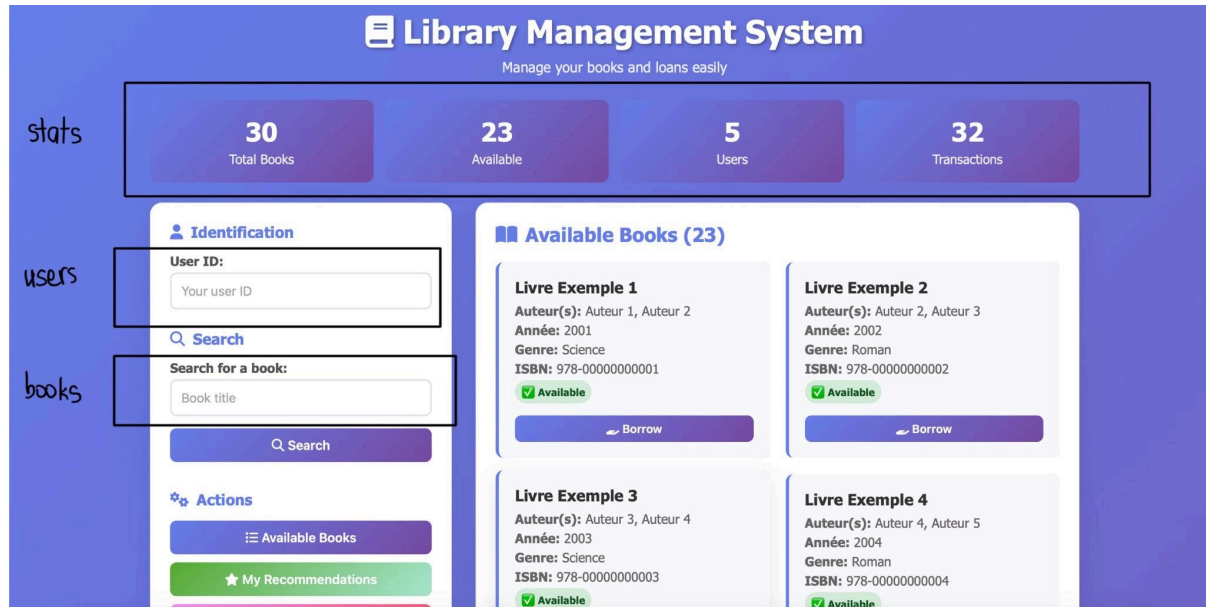 Library Management System
Manage your books and loans easily
stats
30
Total Books
23
Available
5
Users
32
Transactions
Identification
users
User ID:
Your user ID
Search
books
Search for a book:
Book title
Search
Actions
Available Books
My Recommendations
Available Books (23)
Livre Exemple 1
Auteur(s): Auteur 1, Auteur 2
Année: 2001
Genre: Science
ISBN: 978-00000000001
Available
Borrow
Livre Exemple 2
Auteur(s): Auteur 2, Auteur 3
Année: 2002
Genre: Roman
ISBN: 978-00000000002
Available
Borrow
Livre Exemple 3
Auteur(s): Auteur 3, Auteur 4
Année: 2003
Genre: Science
ISBN: 978-00000000003
Available
Livre Exemple 4
Auteur(s): Auteur 4, Auteur 5
Année: 2004
Genre: Roman
ISBN: 978-00000000004
Available